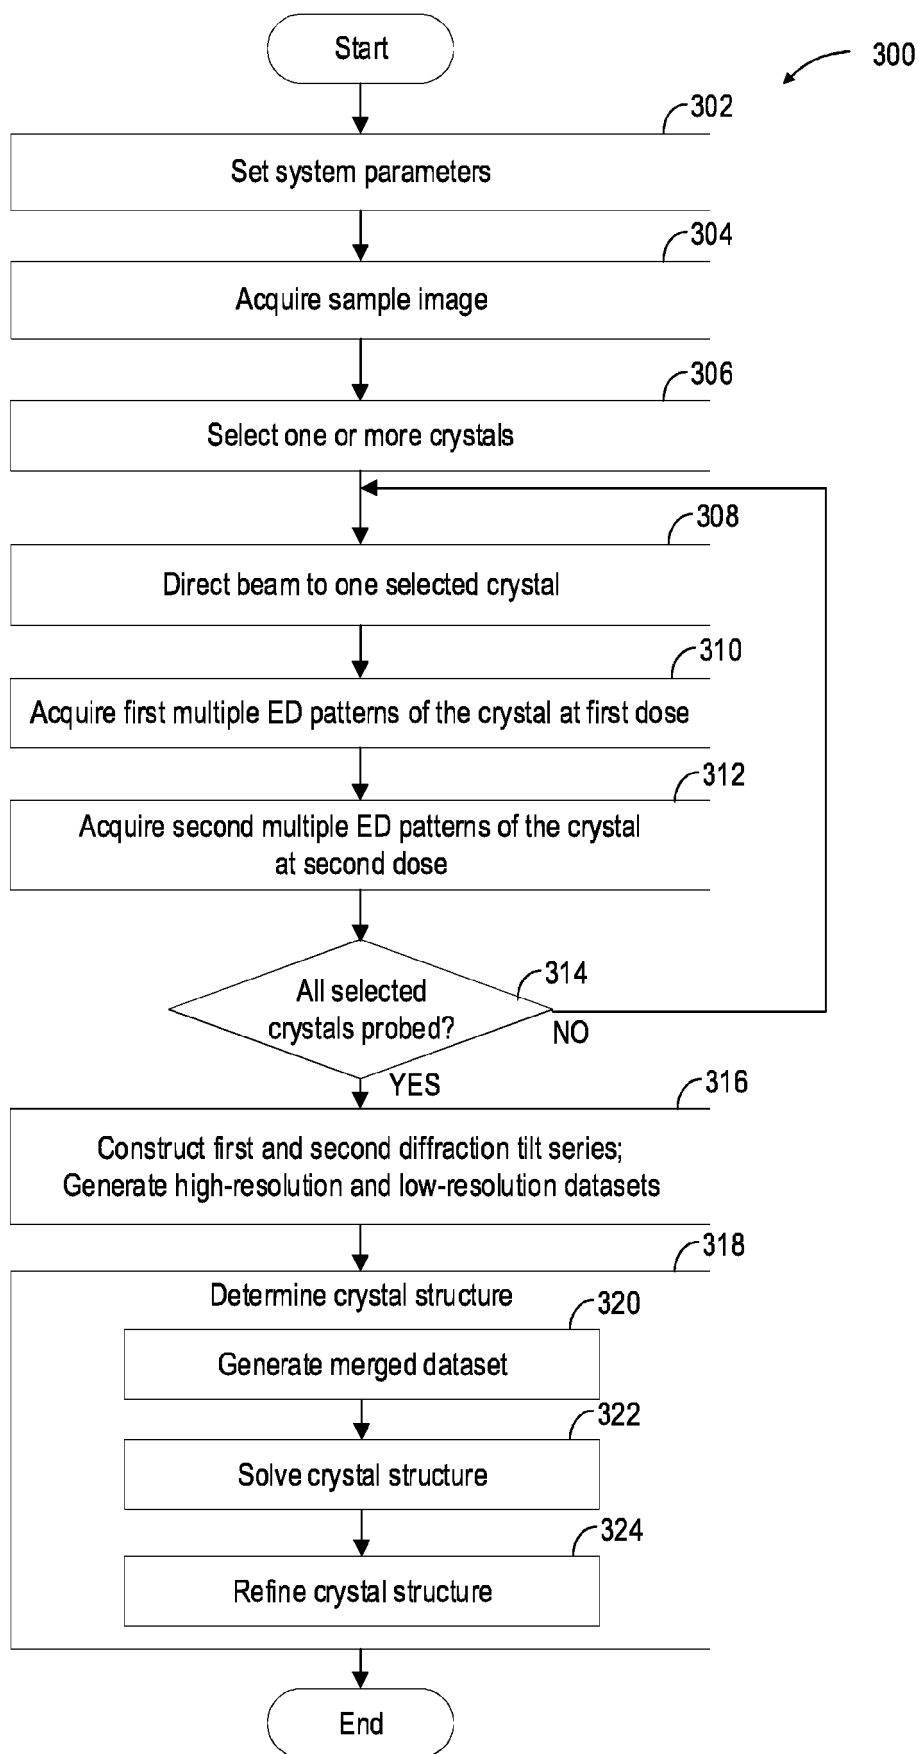 Start
300
302
Set system parameters
304
Acquire sample image
306
Select one or more crystals
308
Direct beam to one selected crystal
310
Acquire first multiple ED patterns of the crystal at first dose
312
Acquire second multiple ED patterns of the crystal
at second dose
314
All selected
crystals probed?
NO
YES
316
Construct first and second diffraction tilt series;
Generate high-resolution and low-resolution datasets
318
Determine crystal structure
320
Generate merged dataset
322
Solve crystal structure
324
Refine crystal structure
End